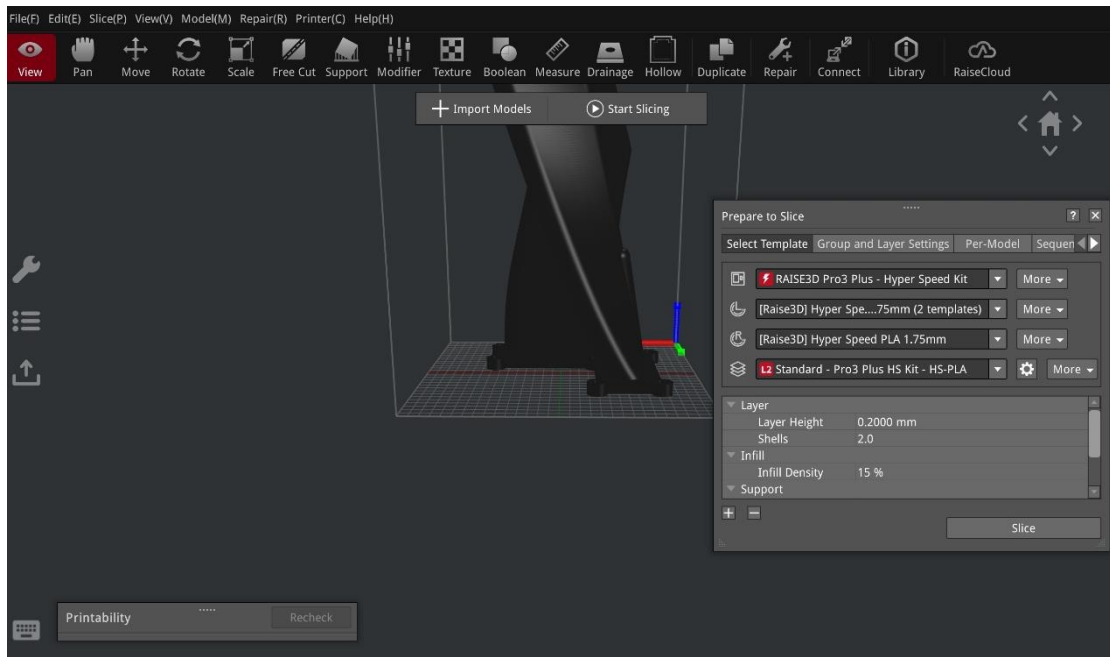 File(F) Edit(E) Slice(P) View(V) Model(M) Repair(R) Printer(C) Help(H)
View Pan Move Rotate Scale Free Cut Support Modifier Texture Boolean Measure Drainage Hollow Duplicate Repair Connect Library RaiseCloud
Import Models Start Slicing
Prepare to Slice ?
Select Template Group and Layer Settings Per-Model Sequen
RAISE3D Pro3 Plus - Hyper Speed Kit More
L [Raise3D] Hyper Spe....75mm (2 templates) More
R [Raise3D] Hyper Speed PLA 1.75mm More
L2 Standard - Pro3 Plus HS Kit - HS-PLA More
Layer
Layer Height 0.2000 mm
Shells 2.0
Infill
Infill Density 15 %
Support
Slice
Printability Recheck